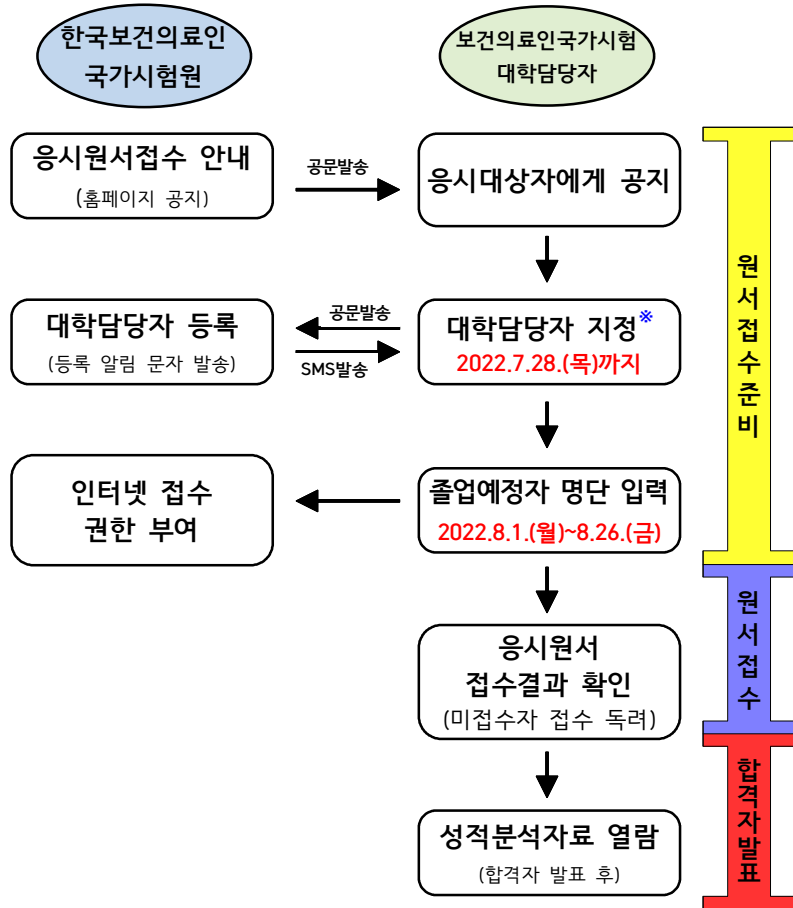 한국보건의료인
국가시험원
보건의료인국가시험
대학담당자
응시원서접수 안내
(홈페이지 공지)
공문발송
응시대상자에게 공지
대학담당자 등록
(등록 알림 문자 발송)
공문발송
SMS발송
대학담당자 지정※
2022.7.28.(목)까지
인터넷 접수
권한 부여
졸업예정자 명단 입력
2022.8.1.(월)~8.26.(금)
응시원서
접수결과 확인
(미접수자 접수 독려)
성적분석자료 열람
(합격자 발표 후)
원서접수준비
원서접수
합격자발표